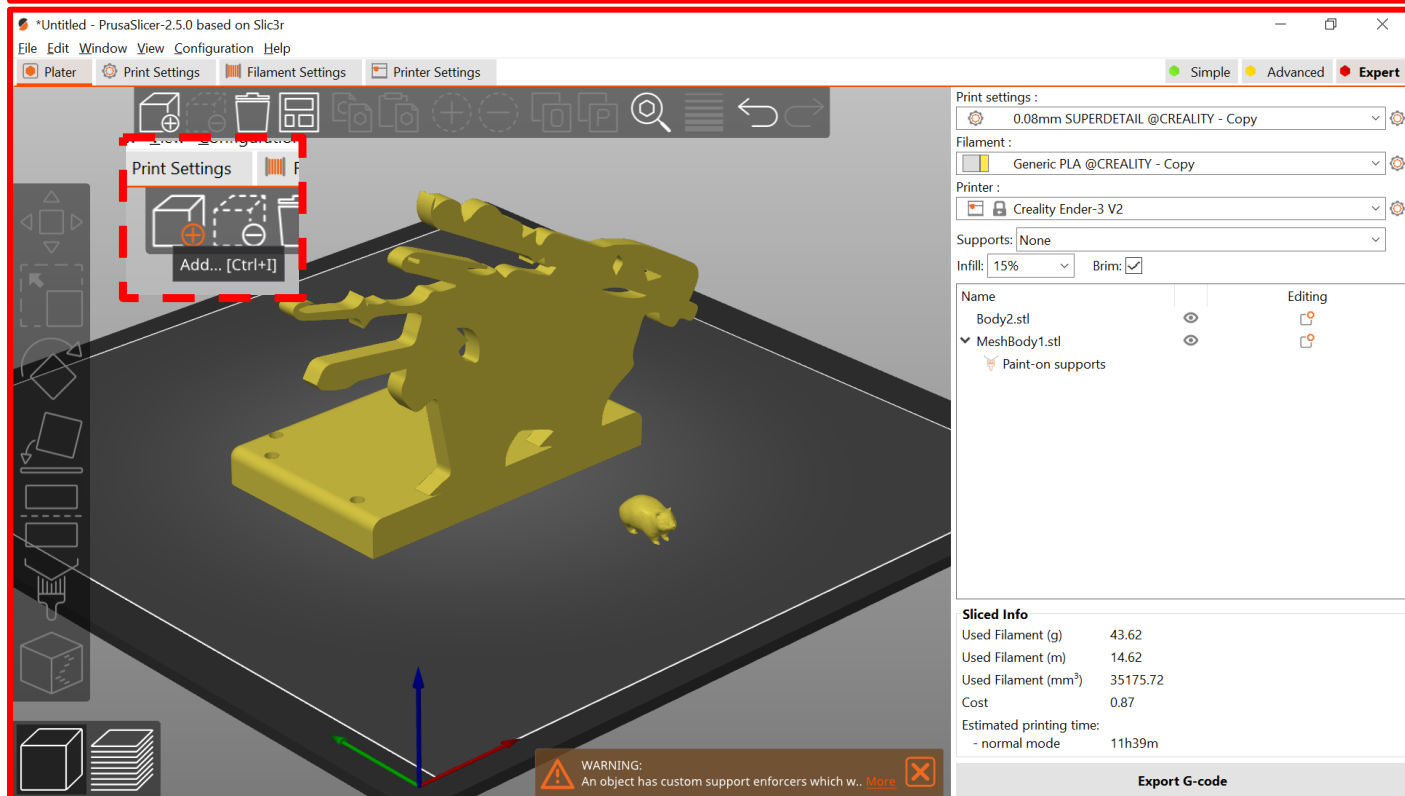 *Untitled - PrusaSlicer-2.5.0 based on Slic3r
File Edit Window View Configuration Help
Plater Print Settings Filament Settings Printer Settings Simple Advanced Expert
Print Settings
Add... [Ctrl+I]
Print settings :
0.08mm SUPERDETAIL @CREALITY - Copy
Filament :
Generic PLA @CREALITY - Copy
Printer :
Creality Ender-3 V2
Supports: None
Infill: 15% Brim:
Name Editing
Body2.stl
MeshBody1.stl
Paint-on supports
Sliced Info
Used Filament (g) 43.62
Used Filament (m) 14.62
Used Filament (mm³) 35175.72
Cost 0.87
Estimated printing time:
- normal mode 11h39m
Export G-code
WARNING:
An object has custom support enforcers which w.. More